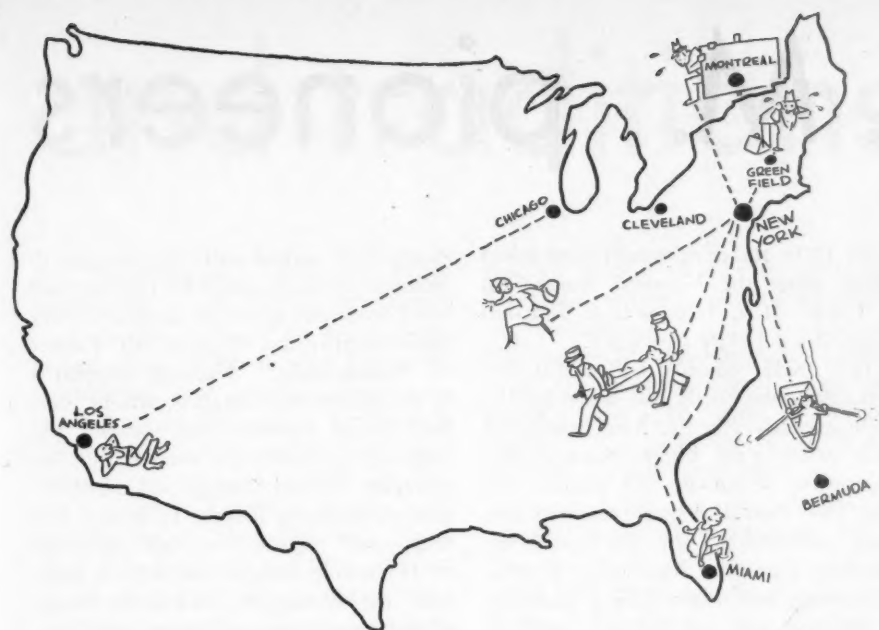 MONTREAL
GREEN
FIELD
CHICAGO
CLEVELAND
NEW
YORK
LOS
ANGELES
BERMUDA
MIAMI